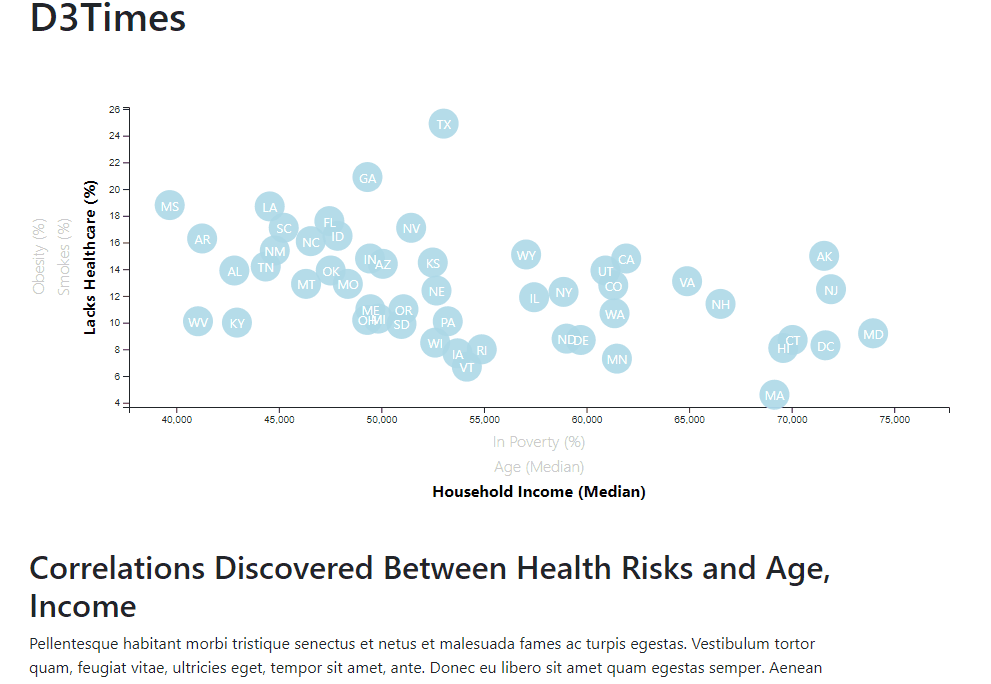 D3Times
26
24
22
20
18
16
14
12
10
8
6
4
Obesity (%)
Smokes (%)
Lacks Healthcare (%)
TX
GA
MS
LA
SC
FL
NV
AR
NC
ID
NM
WY
CA
AK
AL
TN
IN
AZ
KS
UT
MT
OK
MO
CO
VA
NE
IL
NY
NJ
NH
ME
OR
WA
WV
KY
OH
MI
SD
PA
MD
WI
ND
DE
CT
HI
DC
IA
RI
MN
VT
MA
40,000 45,000 50,000 55,000 60,000 65,000 70,000 75,000
In Poverty (%)
Age (Median)
Household Income (Median)
Correlations Discovered Between Health Risks and Age,
Income
Pellentesque habitant morbi tristique senectus et netus et malesuada fames ac turpis egestas. Vestibulum tortor
quam, feugiat vitae, ultricies eget, tempor sit amet, ante. Donec eu libero sit amet quam egestas semper. Aenean